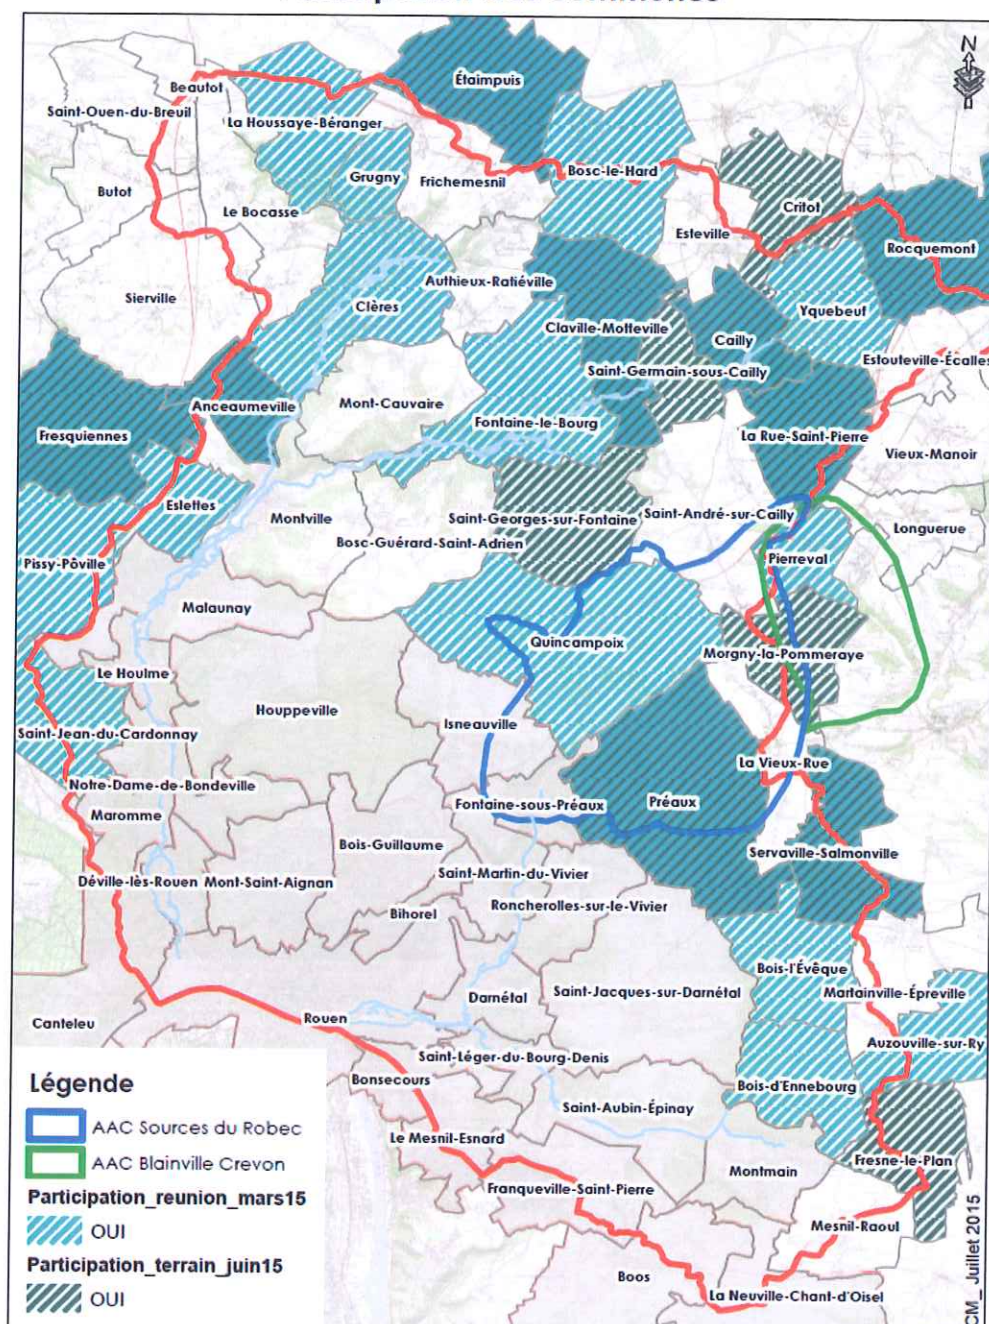 N
Beautot
Étaimpuis
Saint-Ouen-du-Breuil
La Houssaye-Béranger
Bosc-le-Hard
Grugny
Frichemesnil
Butot
Critot
Le Bocasse
Esteville
Rocquemont
Authieux-Ratiéville
Sierville
Clères
Yquebeuf
Claville-Motteville
Cailly
Estouteville-Écalles
Saint-Germain-sous-Cailly
Mont-Cauvaire
Anceaumeville
Fontaine-le-Bourg
Fresquiennes
La Rue-Saint-Pierre
Vieux-Manoir
Eslettes
Saint-André-sur-Cailly
Montville
Saint-Georges-sur-Fontaine
Longuerue
Bosc-Guérard-Saint-Adrien
Pissy-Pôville
Pierreval
Malaunay
Quincampoix
Morgny-la-Pommeraye
Le Houlme
Houppeville
Isneauville
Saint-Jean-du-Cardonnay
La Vieux-Rue
Notre-Dame-de-Bondeville
Fontaine-sous-Préaux
Préaux
Maromme
Bois-Guillaume
Servaville-Salmonville
Saint-Martin-du-Vivier
Déville-lès-Rouen
Mont-Saint-Aignan
Roncherolles-sur-le-Vivier
Bihorel
Bois-l'Évêque
Saint-Jacques-sur-Darnétal
Martainville-Épreville
Darnétal
Canteleu
Rouen
Auzouville-sur-Ry
Saint-Léger-du-Bourg-Denis
Bonsecours
Bois-d'Ennebourg
Saint-Aubin-Épinay
Le Mesnil-Esnard
Fresne-le-Plan
Montmain
Franqueville-Saint-Pierre
Mesnil-Raoul
Boos
La Neuville-Chant-d'Oisel
Légende
AAC Sources du Robec
AAC Blainville Crevon
Participation_reunion_mars15
OUI
Participation_terrain_juin15
OUI
CM_ Juillet 2015